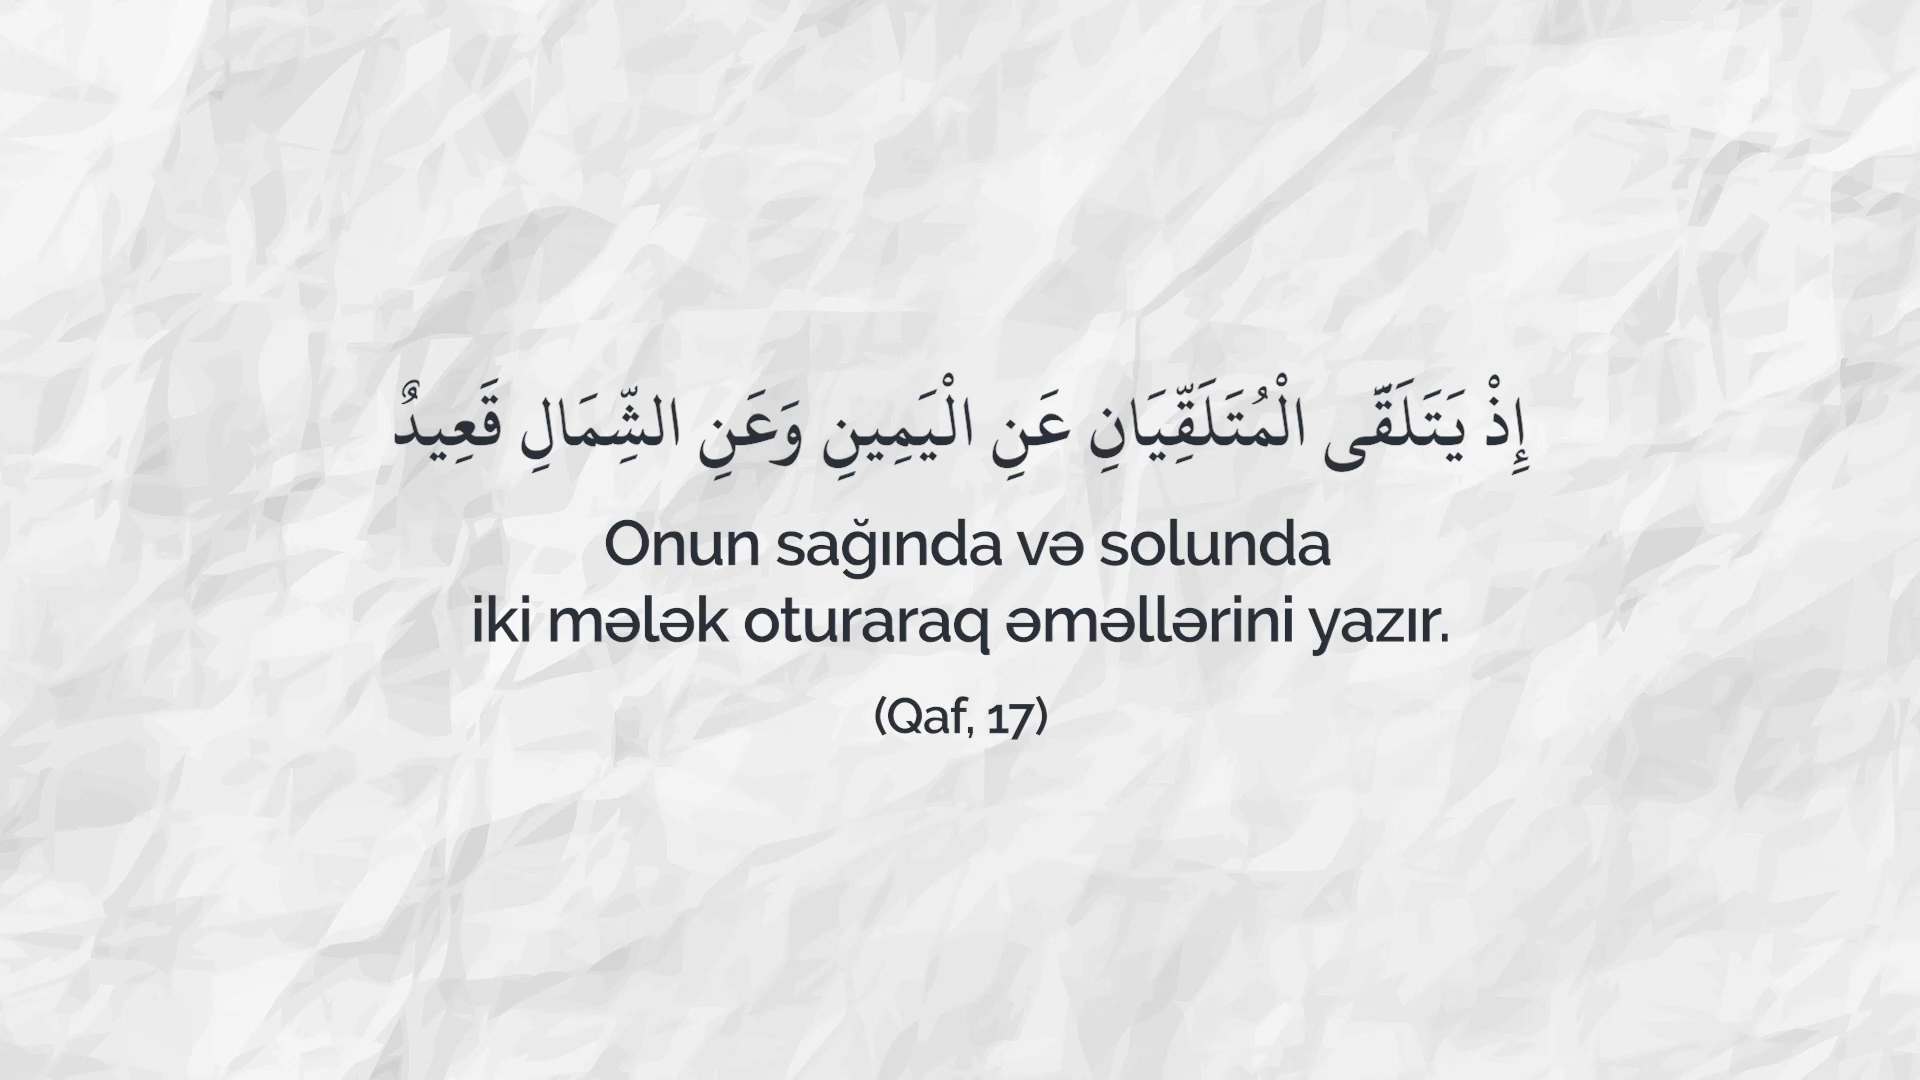 إِذْ يَتَلَقَّى الْمُتَلَقِّيَانِ عَنِ الْيَمِينِ وَعَنِ الشِّمَالِ قَعِيدٌ
Onun sağında və solunda
iki mələk oturaraq əməllərini yazır.
(Qaf, 17)